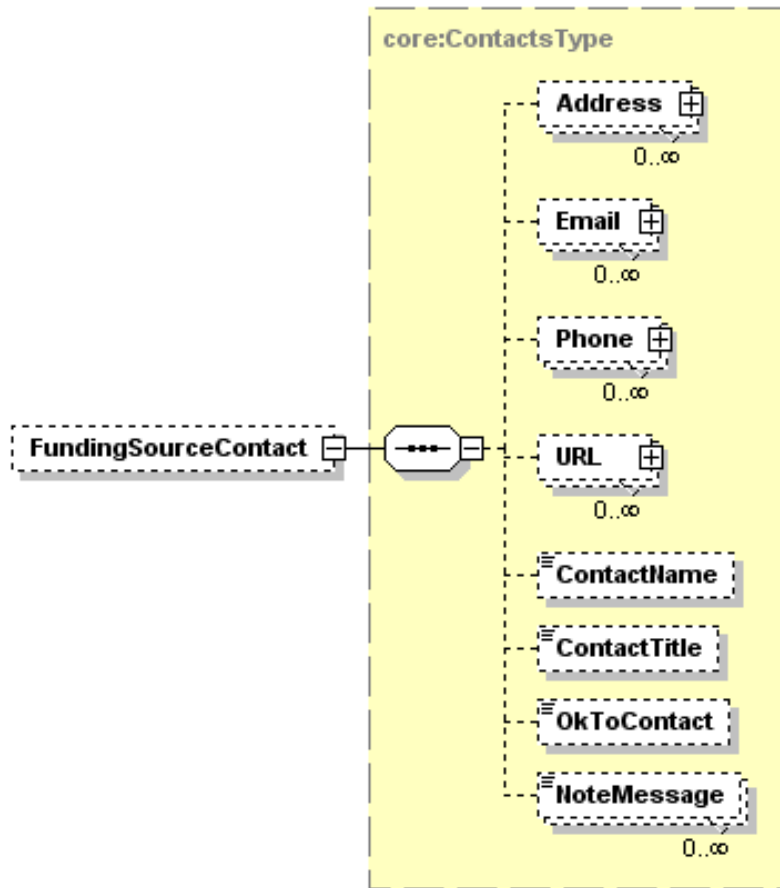 core:ContactsType
Address
0..∞
Email
0..∞
Phone
0..∞
FundingSourceContact
URL
0..∞
ContactName
ContactTitle
OkToContact
NoteMessage
0..∞